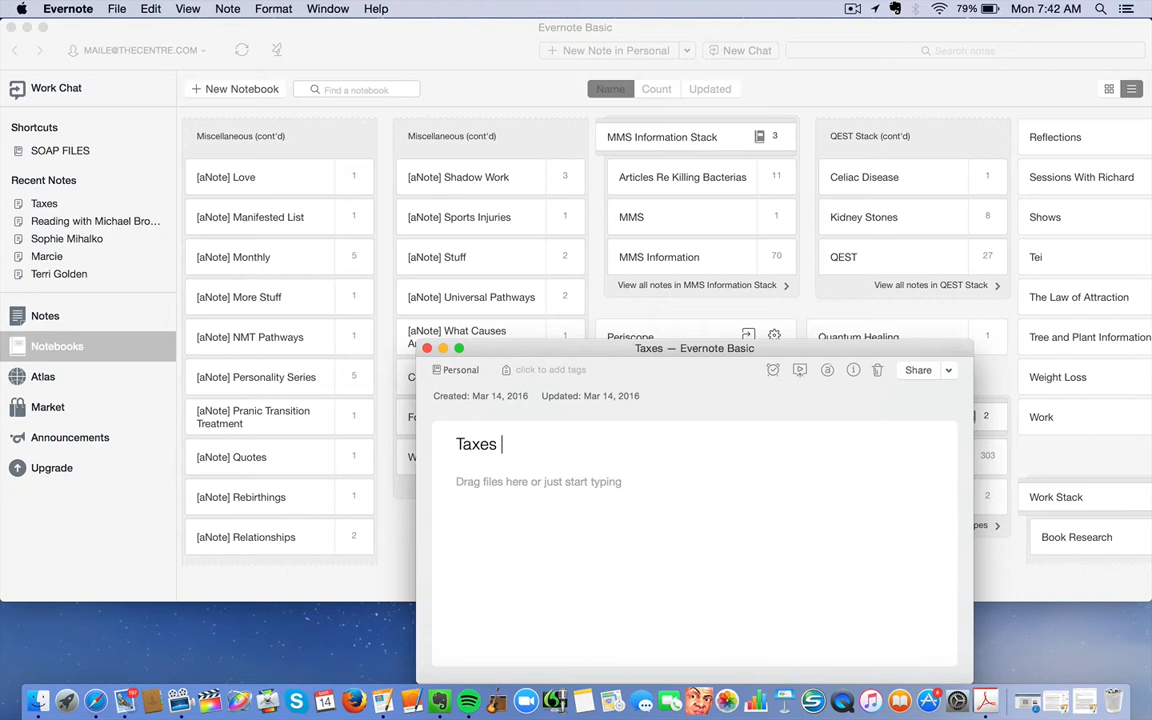 Evernote File Edit View Note Format Window Help
79% Mon 7:42 AM
Evernote Basic
MAILE@THECENTRE.COM
+ New Note in Personal
New Chat
Search notes
Work Chat
+ New Notebook
Find a notebook
Name Count Updated
Shortcuts
SOAP FILES
Recent Notes
Taxes
Reading with Michael Bro...
Sophie Mihalko
Marcie
Terri Golden
Notes
Notebooks
Atlas
Market
Announcements
Upgrade
Miscellaneous (cont'd)
[aNote] Love 1
[aNote] Manifested List 1
[aNote] Monthly 5
[aNote] More Stuff 1
[aNote] NMT Pathways 1
[aNote] Personality Series 1
[aNote] Pranic Transition
Treatment 1
[aNote] Quotes 1
[aNote] Rebirthings 1
[aNote] Relationships 2
Miscellaneous (cont'd)
[aNote] Shadow Work 3
[aNote] Sports Injuries 1
[aNote] Stuff 2
[aNote] Universal Pathways 2
[aNote] What Causes 1
MMS Information Stack 3
Articles Re Killing Bacterias 11
MMS 1
MMS Information 70
View all notes in MMS Information Stack
Periscope
QEST Stack (cont'd)
Celiac Disease 1
Kidney Stones 8
QEST 27
View all notes in QEST Stack
Quantum Healing 1
2
303
2
pes
Reflections
Sessions With Richard
Shows
Tei
The Law of Attraction
Tree and Plant Information
Weight Loss
Work
Work Stack
Book Research
Taxes — Evernote Basic
Personal
click to add tags
Share
Created: Mar 14, 2016 Updated: Mar 14, 2016
Taxes
Drag files here or just start typing